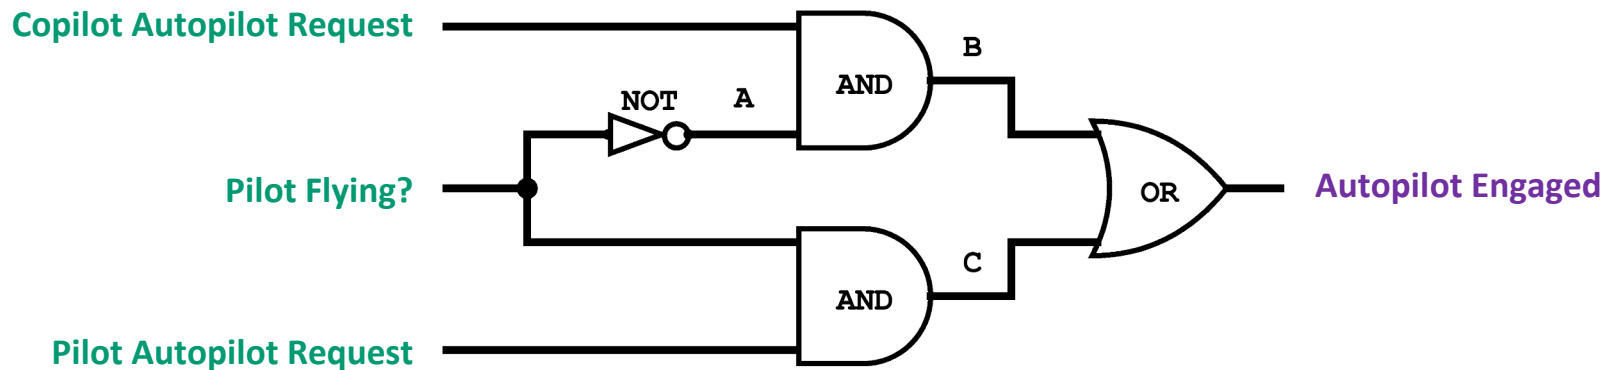 Copilot Autopilot Request
B
AND
NOT
A
Pilot Flying?
OR
Autopilot Engaged
C
AND
Pilot Autopilot Request